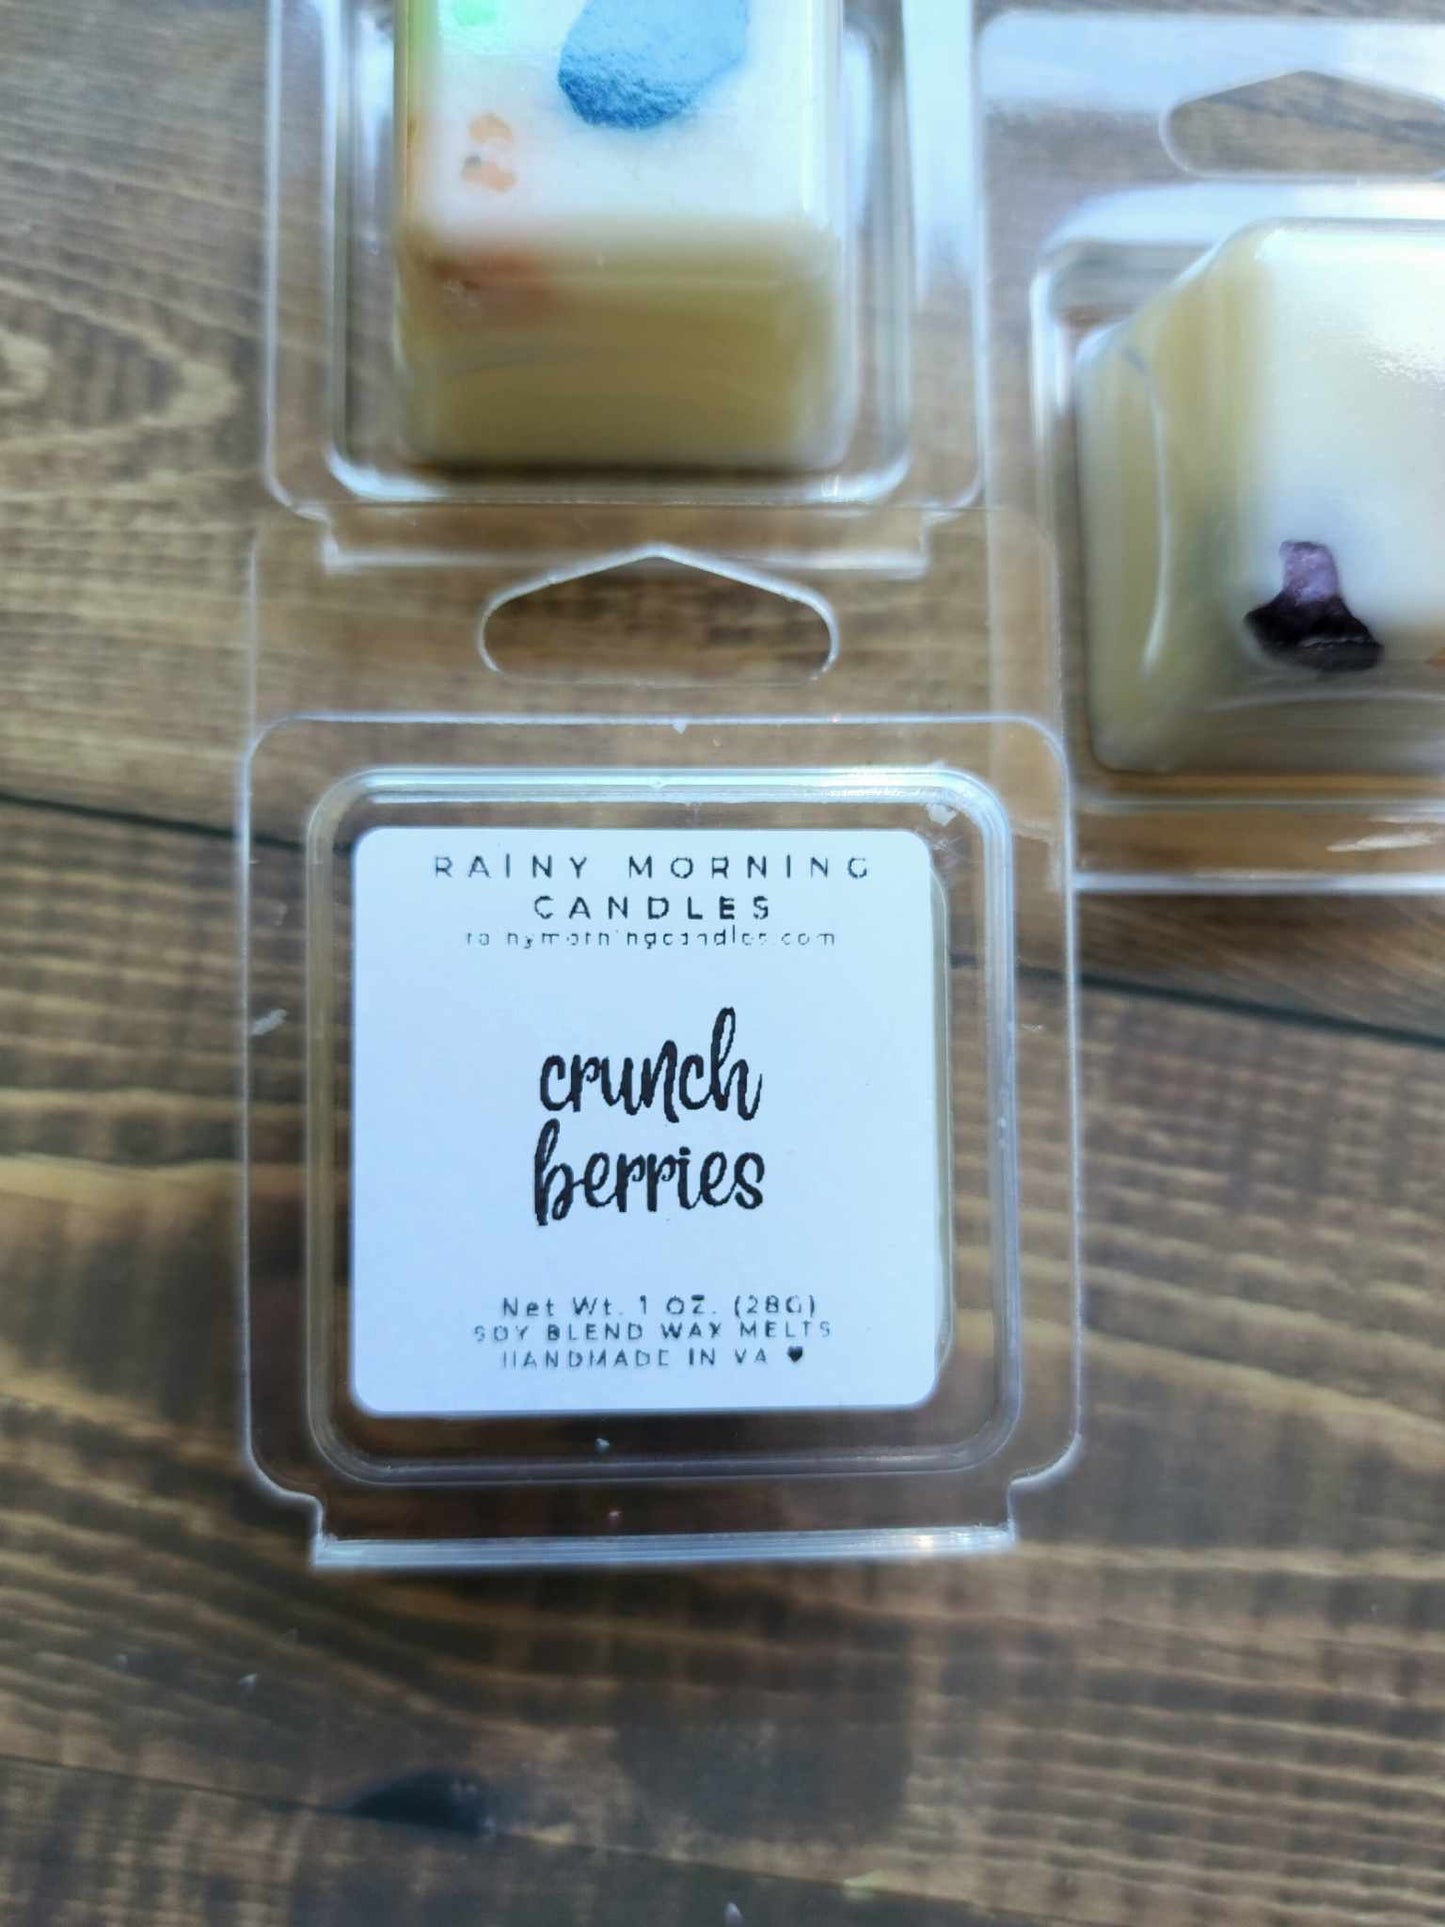 RAINY MORNING
CANDLES
rainymorningcandles.com
crunch
berries
Net Wt. 1 OZ. (28G)
SOY BLEND WAX MELTS
HANDMADE IN VA ♥